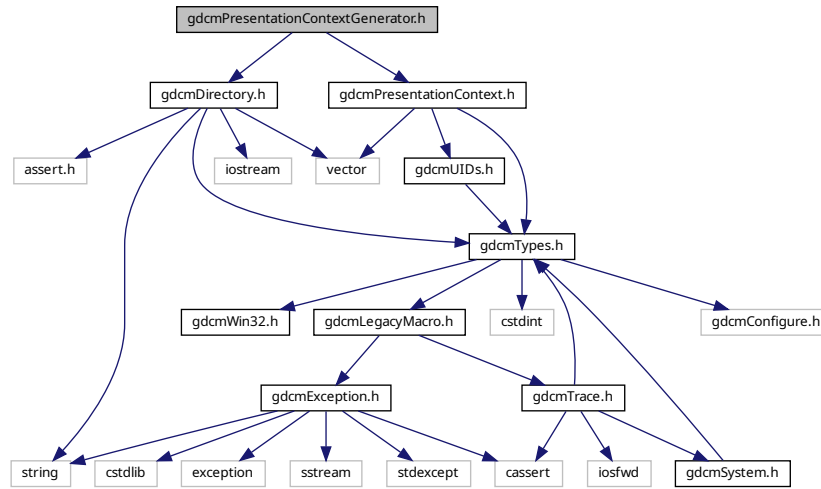 gdcmPresentationContextGenerator.h
gdcmDirectory.h
gdcmPresentationContext.h
assert.h
iostream
vector
gdcmUIDs.h
gdcmTypes.h
gdcmWin32.h
gdcmLegacyMacro.h
cstdint
gdcmConfigure.h
gdcmException.h
gdcmTrace.h
string
cstdlib
exception
sstream
stdexcept
cassert
iosfwd
gdcmSystem.h